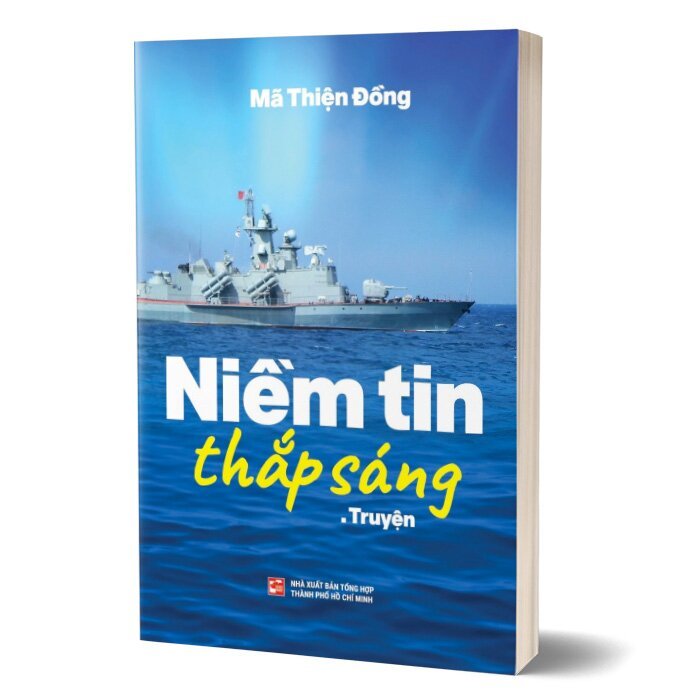 Mã Thiện Đồng
Niềm tin
thắp sáng
.Truyện
NHÀ XUẤT BẢN TỔNG HỢP
THÀNH PHỐ HỒ CHÍ MINH